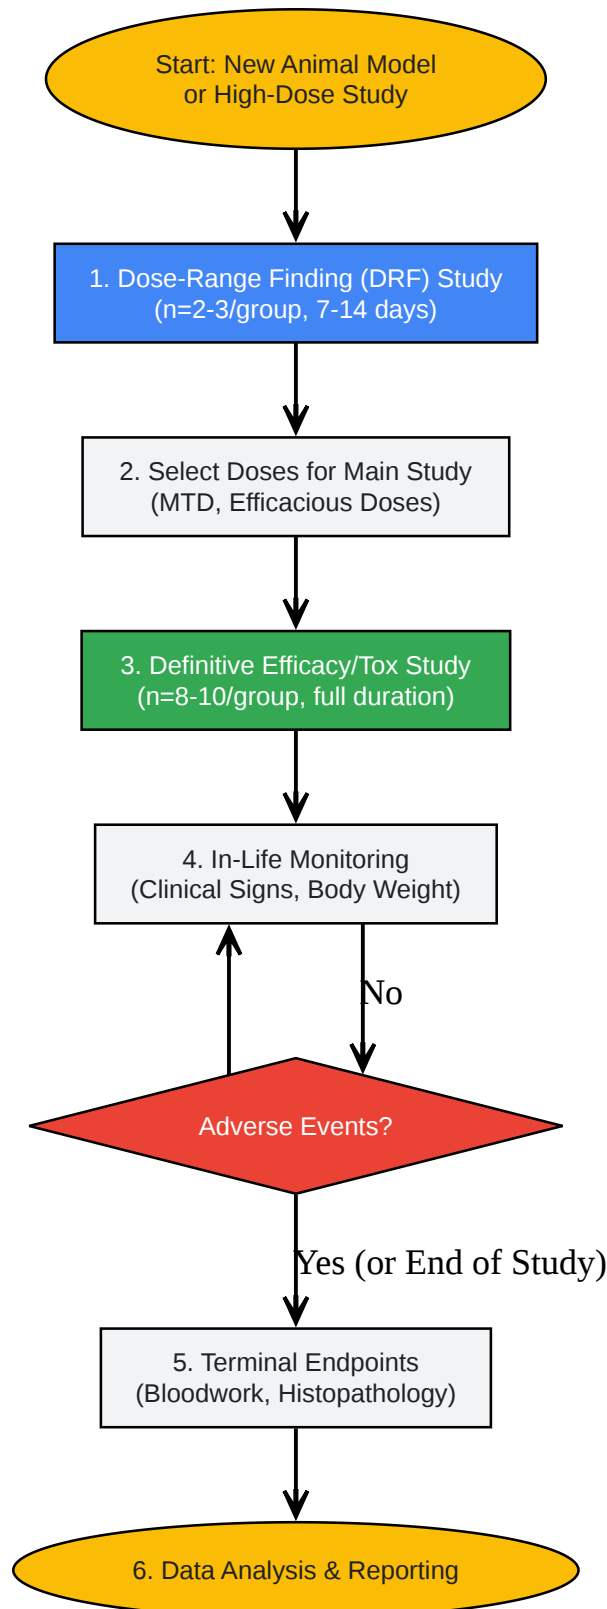 Start: New Animal Model
or High-Dose Study
1. Dose-Range Finding (DRF) Study
(n=2-3/group, 7-14 days)
2. Select Doses for Main Study
(MTD, Efficacious Doses)
3. Definitive Efficacy/Tox Study
(n=8-10/group, full duration)
4. In-Life Monitoring
(Clinical Signs, Body Weight)
No
Adverse Events?
Yes (or End of Study)
5. Terminal Endpoints
(Bloodwork, Histopathology)
6. Data Analysis & Reporting